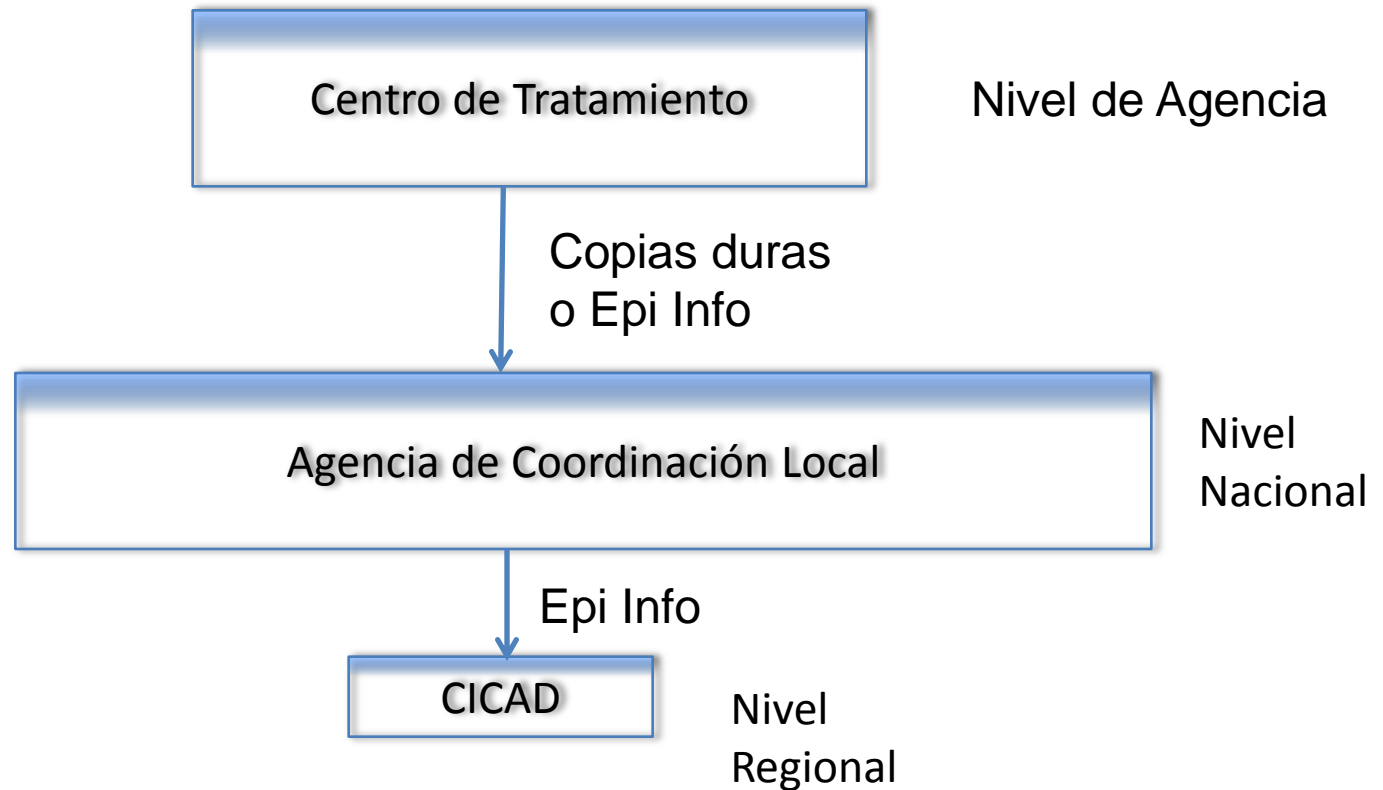 Centro de Tratamiento
Nivel de Agencia
Copias duras
o Epi Info
Agencia de Coordinación Local
Nivel
Nacional
Epi Info
CICAD
Nivel
Regional